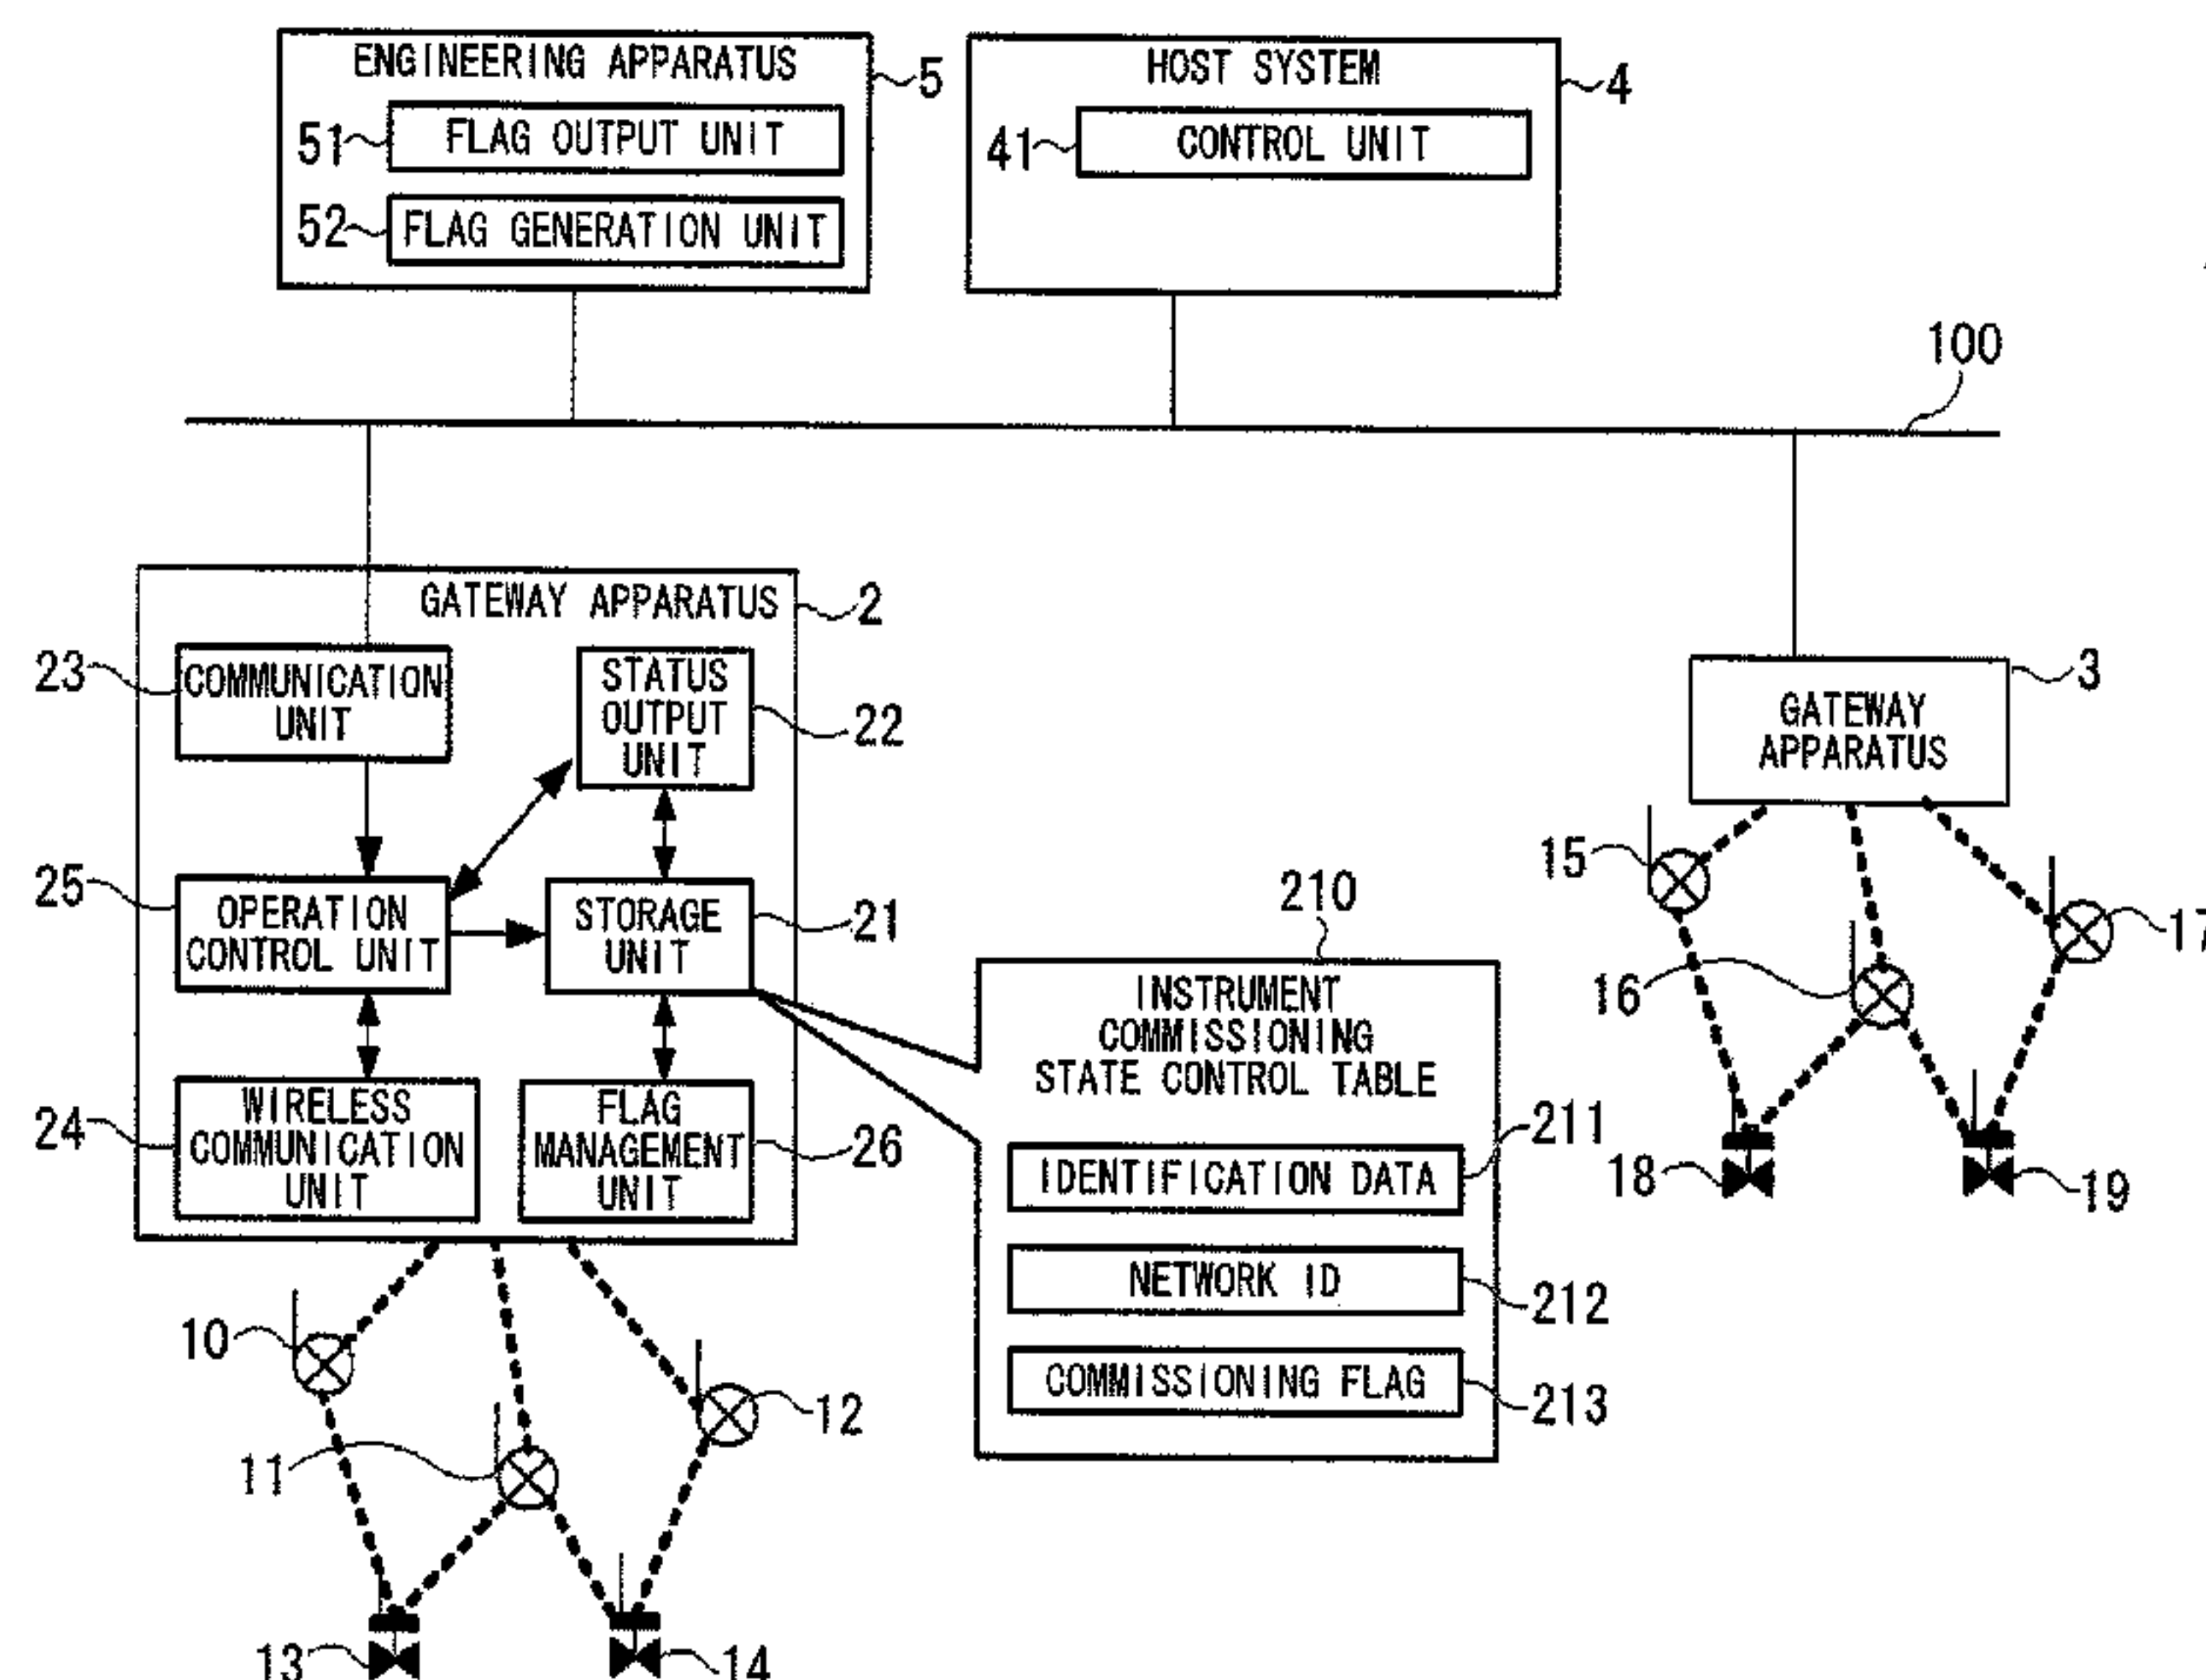 ENGINEERING APPARATUS
5
51
FLAG OUTPUT UNIT
52
FLAG GENERATION UNIT
HOST SYSTEM
4
41
CONTROL UNIT
100
GATEWAY APPARATUS
2
23
COMMUNICATION
UNIT
STATUS
OUTPUT
UNIT
22
25
OPERATION
CONTROL UNIT
STORAGE
UNIT
21
24
WIRELESS
COMMUNICATION
UNIT
FLAG
MANAGEMENT
UNIT
26
210
INSTRUMENT
COMMISSIONING
STATE CONTROL TABLE
211
IDENTIFICATION DATA
NETWORK ID
212
COMMISSIONING FLAG
213
3
GATEWAY
APPARATUS
15
16
17
18
19
10
11
12
13
14